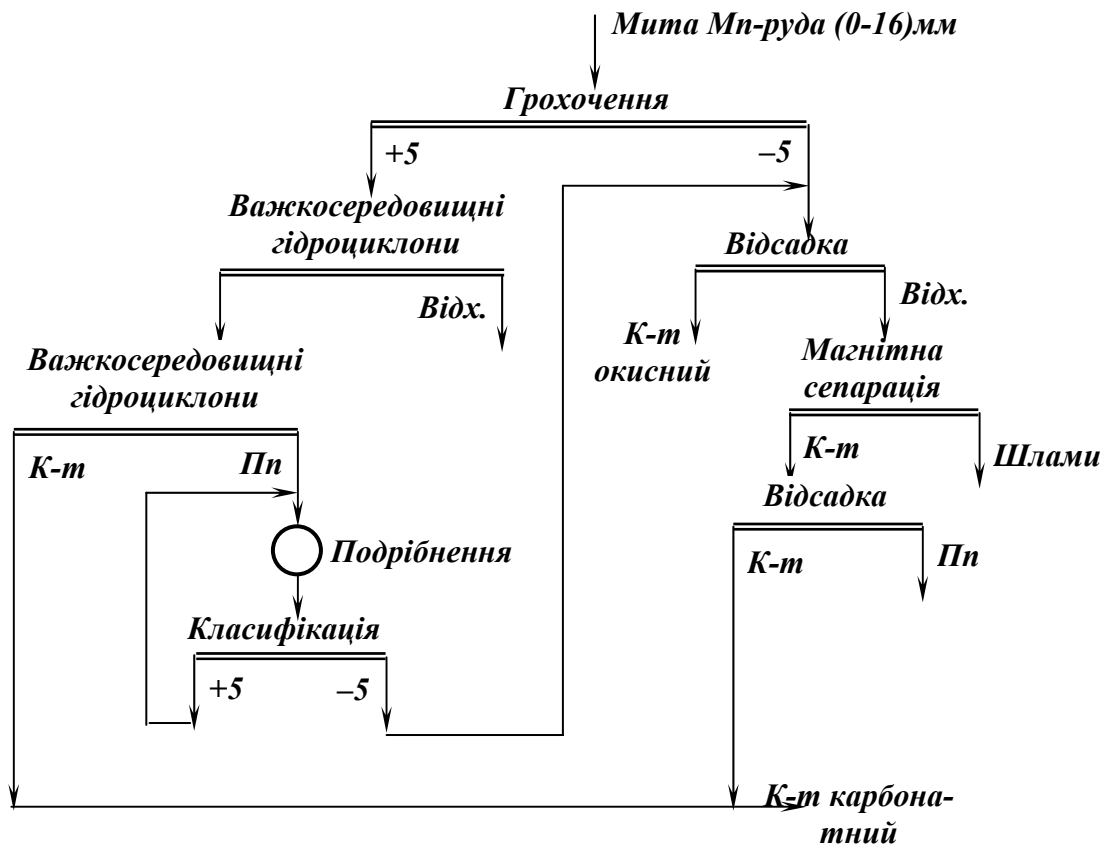 Мита Мп-руда (0-16)мм
Грохочення
+5
–5
Важкосередовищні
гідроциклони
Відсадка
Відх.
Відх.
К-т
окисний
Важкосередовищні
гідроциклони
Магнітна
сепарація
К-т
Пп
К-т
Шлами
Відсадка
Подрібнення
К-т
Пп
Класифікація
+5
–5
К-т карбона-
тний